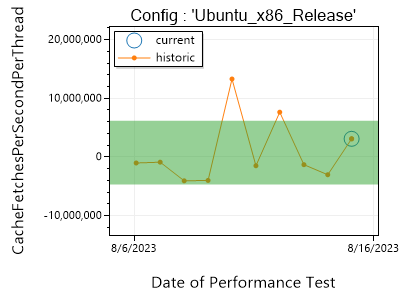 Config : 'Ubuntu_x86_Release'
CacheFetchesPerSecondPerThread
20,000,000
10,000,000
0
-10,000,000
current
historic
8/6/2023
8/16/2023
Date of Performance Test